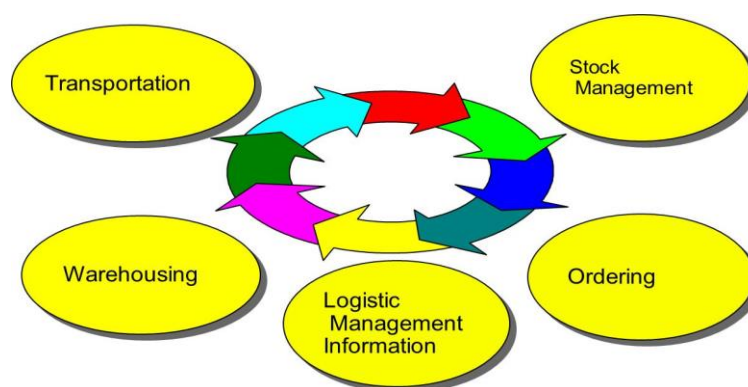 Transportation
Stock
Management
Warehousing
Ordering
Logistic
Management
Information